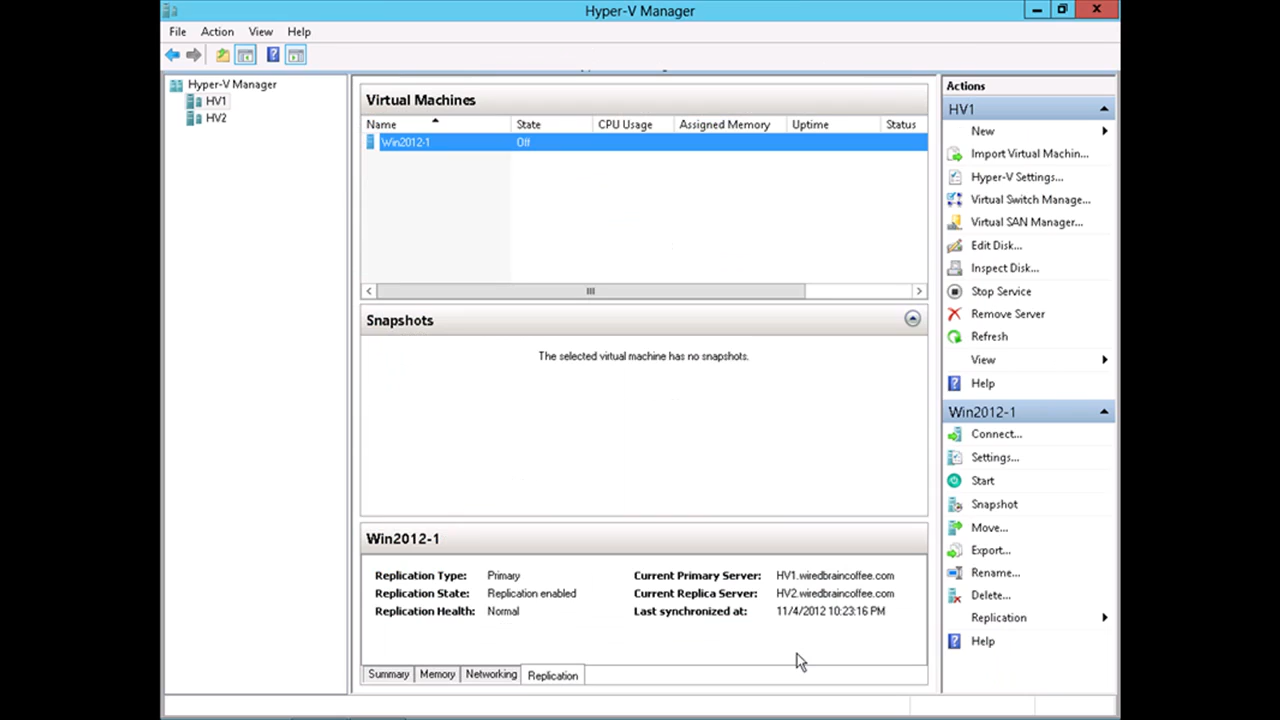 Hyper-V Manager
File Action View Help
Hyper-V Manager
HV1
HV2
Virtual Machines
Name State CPU Usage Assigned Memory Uptime Status
Win2012-1 Off
Snapshots
The selected virtual machine has no snapshots.
Win2012-1
Replication Type: Primary Current Primary Server: HV1.wiredbraincoffee.com
Replication State: Replication enabled Current Replica Server: HV2.wiredbraincoffee.com
Replication Health: Normal Last synchronized at: 11/4/2012 10:23:16 PM
Summary Memory Networking Replication
Actions
HV1
New
Import Virtual Machin...
Hyper-V Settings...
Virtual Switch Manage...
Virtual SAN Manager...
Edit Disk...
Inspect Disk...
Stop Service
Remove Server
Refresh
View
Help
Win2012-1
Connect...
Settings...
Start
Snapshot
Move...
Export...
Rename...
Delete...
Replication
Help